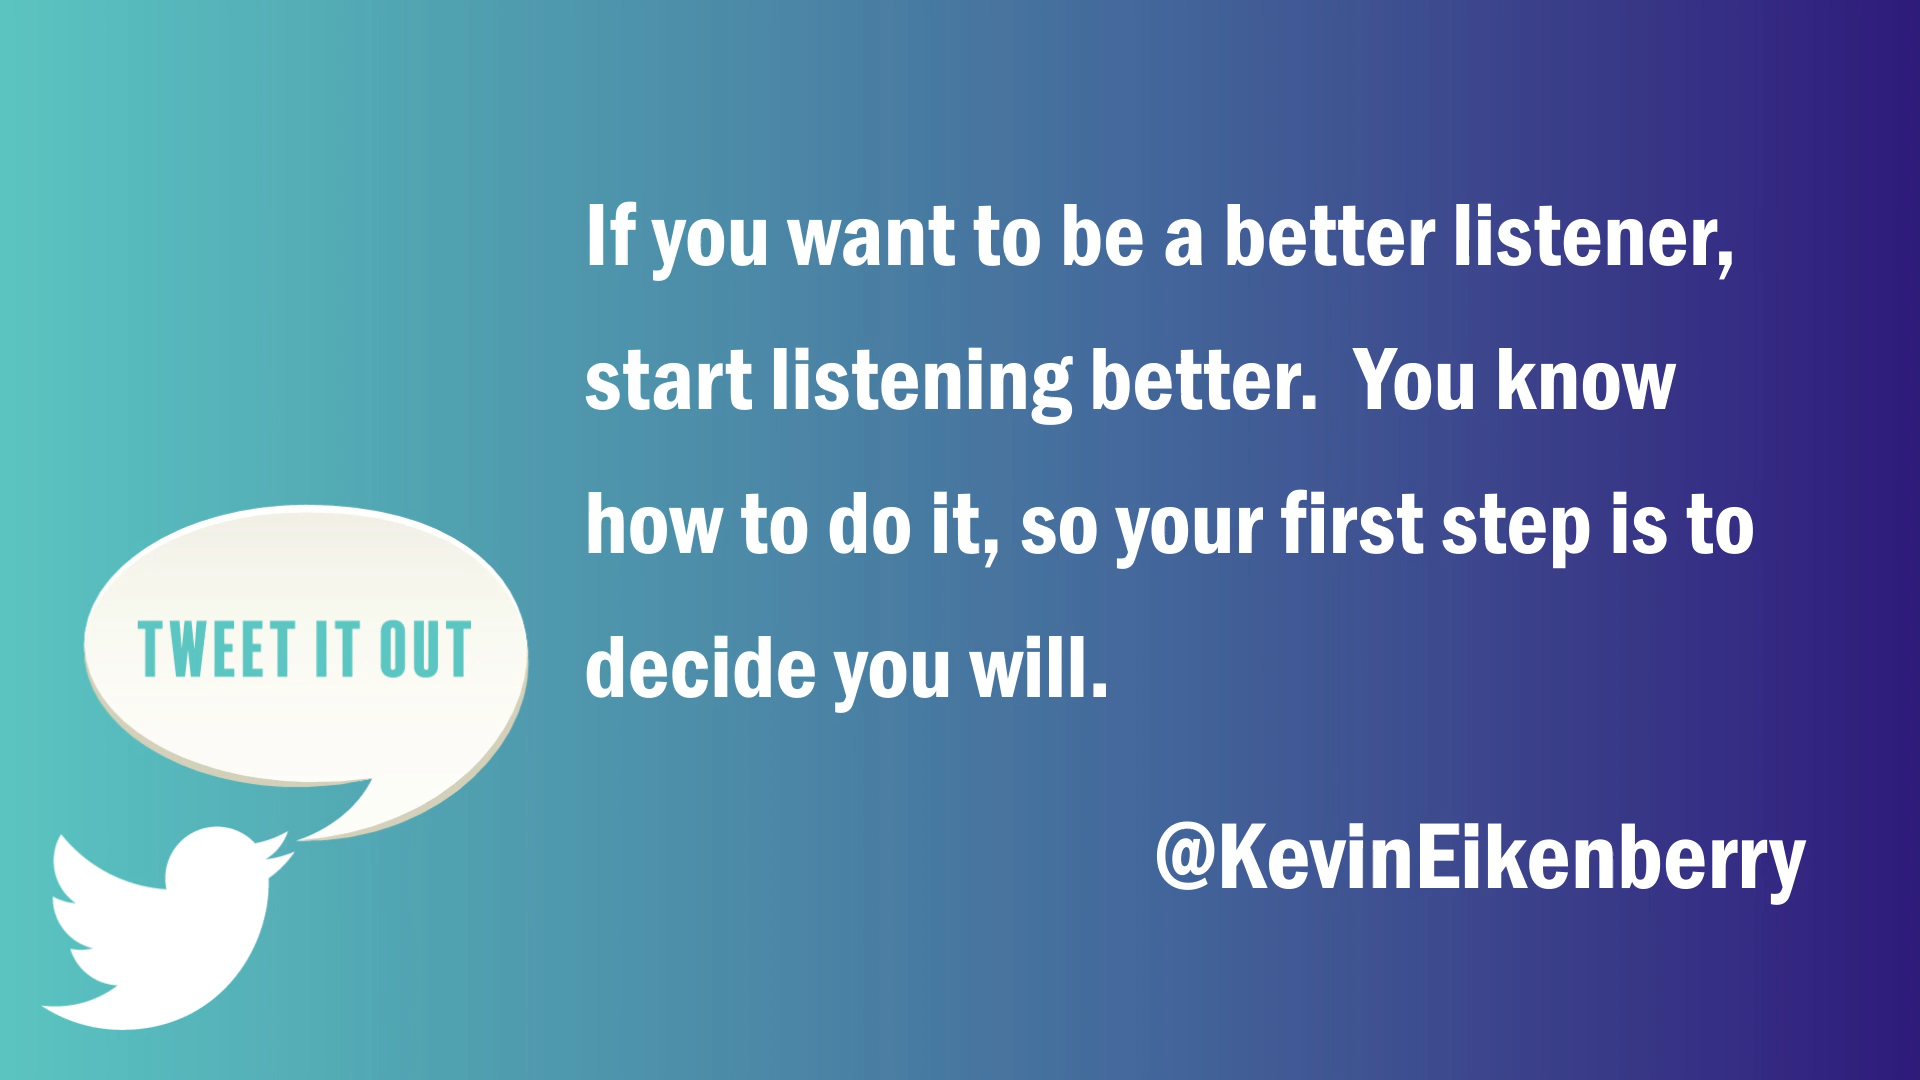 If you want to be a better listener,
start listening better.  You know
how to do it, so your first step is to
decide you will.
TWEET IT OUT
@KevinEikenberry